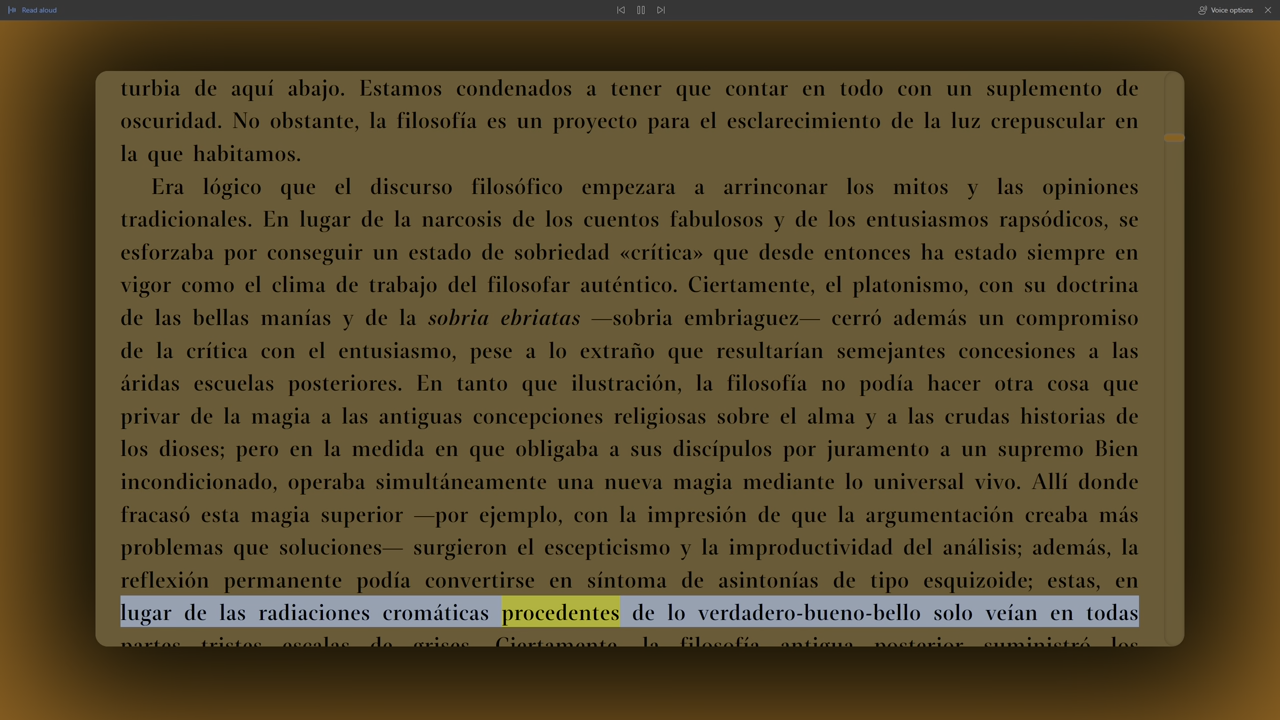 Read aloud
Voice options
turbia de aquí abajo. Estamos condenados a tener que contar en todo con un suplemento de
oscuridad. No obstante, la filosofía es un proyecto para el esclarecimiento de la luz crepuscular en
la que habitamos.
Era lógico que el discurso filosófico empezara a arrinconar los mitos y las opiniones
tradicionales. En lugar de la narcosis de los cuentos fabulosos y de los entusiasmos rapsódicos, se
esforzaba por conseguir un estado de sobriedad «crítica» que desde entonces ha estado siempre en
vigor como el clima de trabajo del filosofar auténtico. Ciertamente, el platonismo, con su doctrina
de las bellas manías y de la sobria ebriatas —sobria embriaguez— cerró además un compromiso
de la crítica con el entusiasmo, pese a lo extraño que resultarían semejantes concesiones a las
áridas escuelas posteriores. En tanto que ilustración, la filosofía no podía hacer otra cosa que
privar de la magia a las antiguas concepciones religiosas sobre el alma y a las crudas historias de
los dioses; pero en la medida en que obligaba a sus discípulos por juramento a un supremo Bien
incondicionado, operaba simultáneamente una nueva magia mediante lo universal vivo. Allí donde
fracasó esta magia superior —por ejemplo, con la impresión de que la argumentación creaba más
problemas que soluciones— surgieron el escepticismo y la improductividad del análisis; además, la
reflexión permanente podía convertirse en síntoma de asintonías de tipo esquizoide; estas, en
lugar de las radiaciones cromáticas procedentes de lo verdadero-bueno-bello solo veían en todas
partes tristes escalas de grises. Ciertamente, la filosofía antigua posterior suministró los